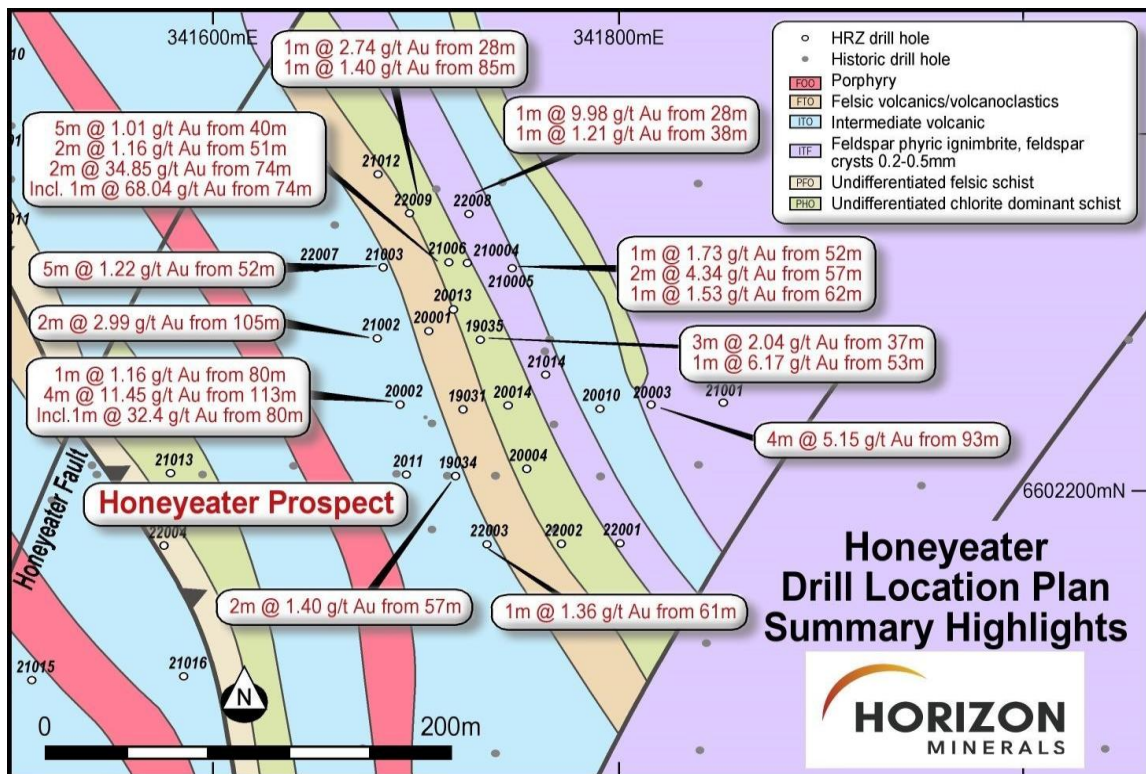 341600mE
341800mE
HRZ drill hole
Historic drill hole
FOO Porphyry
FTO Felsic volcanics/volcanoclastics
ITO Intermediate volcanic
ITF Feldspar phyric ignimbrite, feldspar
crysts 0.2-0.5mm
PFO Undifferentiated felsic schist
PHO Undifferentiated chlorite dominant schist
1m @ 2.74 g/t Au from 28m
1m @ 1.40 g/t Au from 85m
1m @ 9.98 g/t Au from 28m
1m @ 1.21 g/t Au from 38m
5m @ 1.01 g/t Au from 40m
2m @ 1.16 g/t Au from 51m
2m @ 34.85 g/t Au from 74m
Incl. 1m @ 68.04 g/t Au from 74m
21012
22009
22008
22007
21003
21006
210004
210005
5m @ 1.22 g/t Au from 52m
1m @ 1.73 g/t Au from 52m
2m @ 4.34 g/t Au from 57m
1m @ 1.53 g/t Au from 62m
20013
20001
19035
21002
2m @ 2.99 g/t Au from 105m
3m @ 2.04 g/t Au from 37m
1m @ 6.17 g/t Au from 53m
21014
1m @ 1.16 g/t Au from 80m
4m @ 11.45 g/t Au from 113m
Incl.1m @ 32.4 g/t Au from 80m
20002
19031
20014
20010
20003
21001
4m @ 5.15 g/t Au from 93m
21013
2011
19034
20004
6602200mN
Honeyeater Prospect
Honeyeater Fault
22004
22003
22002
22001
Honeyeater
Drill Location Plan
Summary Highlights
2m @ 1.40 g/t Au from 57m
1m @ 1.36 g/t Au from 61m
21015
21016
N
0
200m
HORIZON
MINERALS